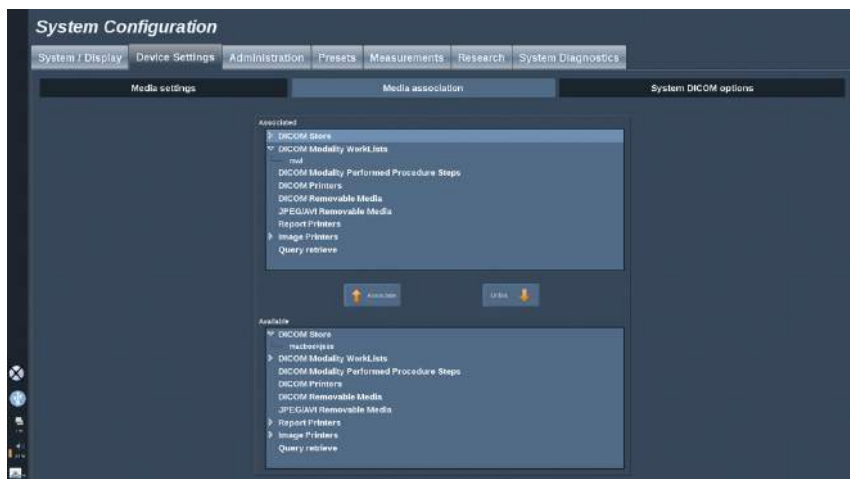 System Configuration
System / Display Device Settings Administration Presets Measurements Research System Diagnostics
Media settings Media association System DICOM options
Associated
DICOM Store
DICOM Modality WorkLists
mwl
DICOM Modality Performed Procedure Steps
DICOM Printers
DICOM Removable Media
JPEG/AVI Removable Media
Report Printers
Image Printers
Query retrieve
Associate Unlink
Available
DICOM Store
DICOM Modality WorkLists
DICOM Modality Performed Procedure Steps
DICOM Printers
DICOM Removable Media
JPEG/AVI Removable Media
Report Printers
Image Printers
Query retrieve